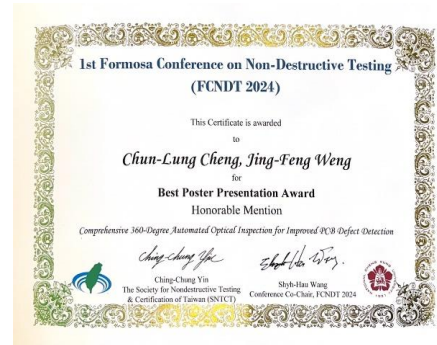 1st Formosa Conference on Non-Destructive Testing
(FCNDT 2024)
This Certificate is awarded
to
Chun-Lung Cheng, Jing-Feng Weng
for
Best Poster Presentation Award
Honorable Mention
Comprehensive 360-Degree Automated Optical Inspection for Improved PCB Defect Detection
Ching-Chung Yin
The Society for Nondestructive Testing
& Certification of Taiwan (SNTCT)
Shyh-Hau Wang
Conference Co-Chair, FCNDT 2024